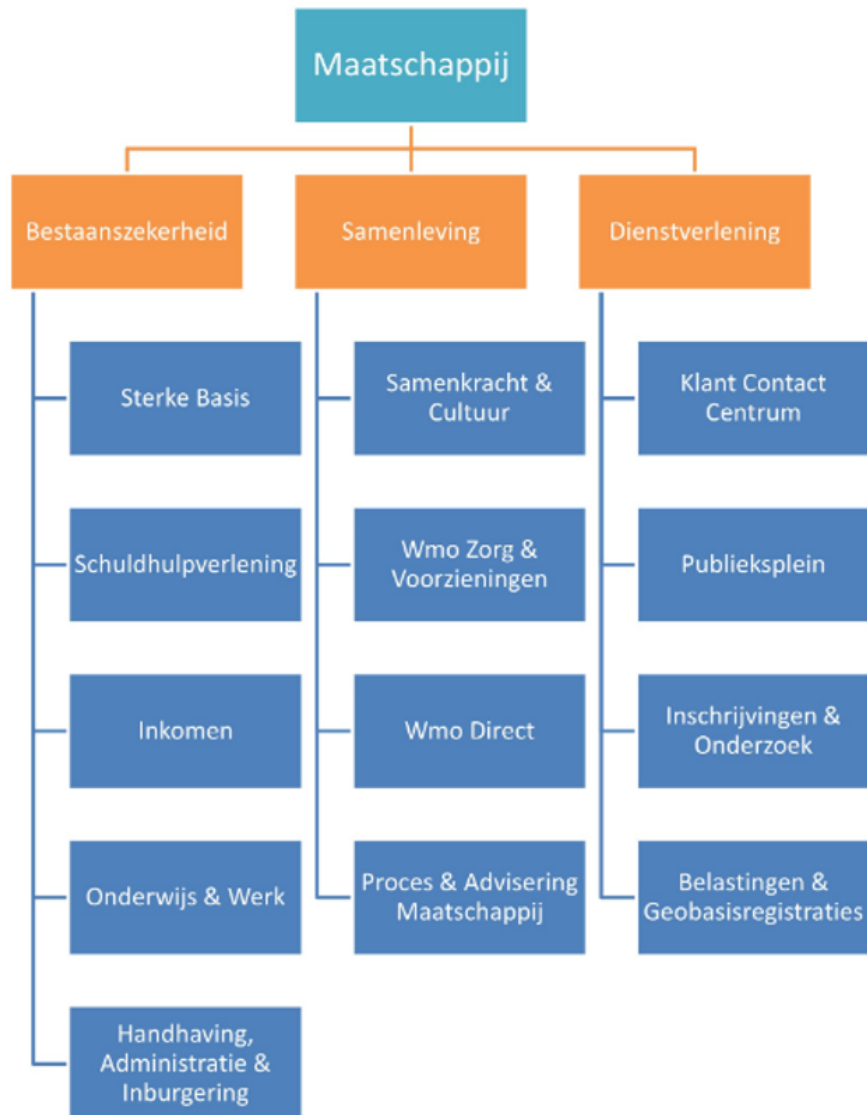 Maatschappij
Bestaanszekerheid
Samenleving
Dienstverlening
Sterke Basis
Samenkracht &
Cultuur
Klant Contact
Centrum
Schuldhulpverlening
Wmo Zorg &
Voorzieningen
Publieksplein
Inkomen
Wmo Direct
Inschrijvingen &
Onderzoek
Onderwijs & Werk
Proces & Advisering
Maatschappij
Belastingen &
Geobasisregistraties
Handhaving,
Administratie &
Inburgering